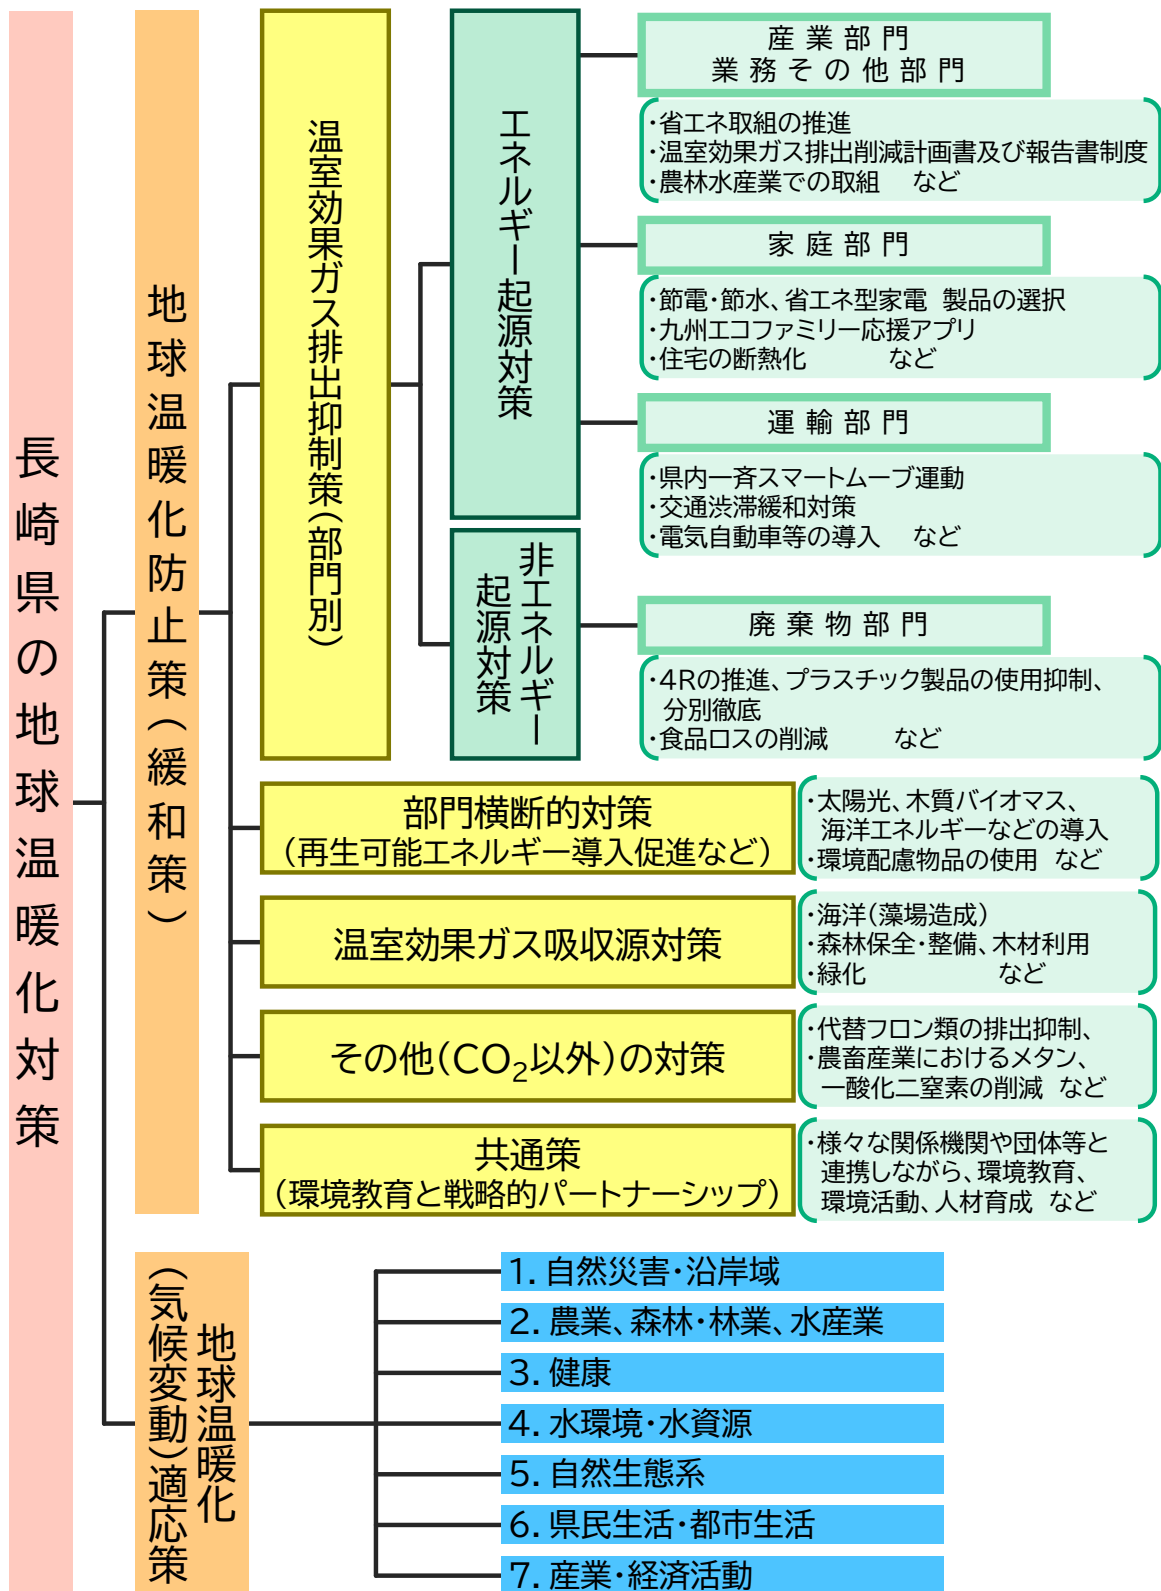 長崎県の地球温暖化対策
地球温暖化防止策(緩和策)
温室効果ガス排出抑制策(部門別)
エネルギー起源対策
産業部門
業務その他部門
・省エネ取組の推進
・温室効果ガス排出削減計画書及び報告書制度
・農林水産業での取組 など
家庭部門
・節電・節水、省エネ型家電 製品の選択
・九州エコファミリー応援アプリ
・住宅の断熱化 など
運輸部門
・県内一斉スマートムーブ運動
・交通渋滞緩和対策
・電気自動車等の導入 など
非エネルギー
起源対策
廃棄物部門
・4Rの推進、プラスチック製品の使用抑制、
分別徹底
・食品ロスの削減 など
部門横断的対策
(再生可能エネルギー導入促進など)
・太陽光、木質バイオマス、
海洋エネルギーなどの導入
・環境配慮物品の使用 など
温室効果ガス吸収源対策
・海洋(藻場造成)
・森林保全・整備、木材利用
・緑化 など
その他(CO₂以外)の対策
・代替フロン類の排出抑制、
・農畜産業におけるメタン、
一酸化二窒素の削減 など
共通策
(環境教育と戦略的パートナーシップ)
・様々な関係機関や団体等と
連携しながら、環境教育、
環境活動、人材育成 など
地球温暖化
(気候変動)適応策
1. 自然災害・沿岸域
2. 農業、森林・林業、水産業
3. 健康
4. 水環境・水資源
5. 自然生態系
6. 県民生活・都市生活
7. 産業・経済活動